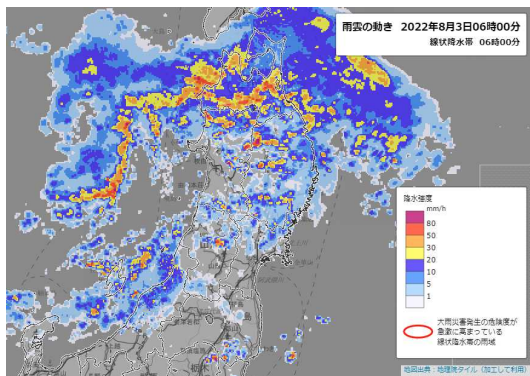 雨雲の動き 2022年8月3日06時00分
線状降水帯 06時00分
降水強度
mm/h
80
50
30
20
10
5
1
大雨災害発生の危険度が
急激に高まっている
線状降水帯の雨域
地図出典：地理院タイル（加工して利用）